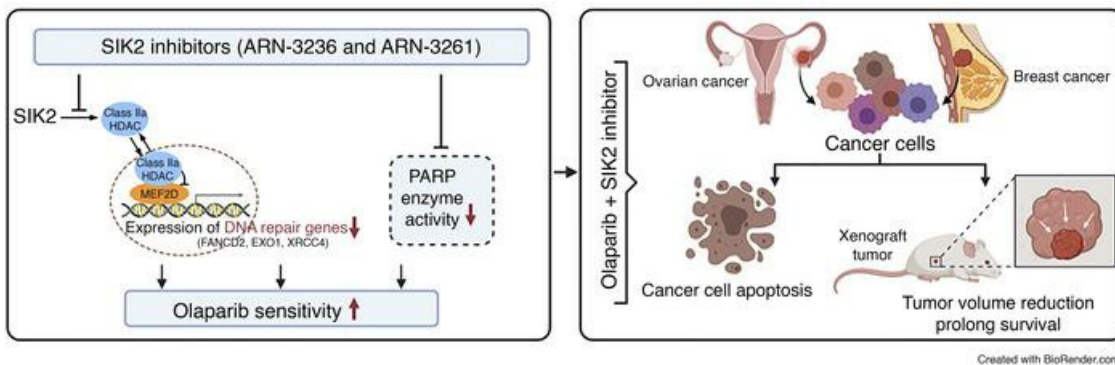 SIK2 inhibitors (ARN-3236 and ARN-3261)
SIK2
Class IIa
HDAC
Class IIa
HDAC
MEF2D
Expression of DNA repair genes
(FANCD2, EXO1, XRCC4)
PARP
enzyme
activity
Olaparib sensitivity
Olaparib + SIK2 inhibitor
Ovarian cancer
Breast cancer
Cancer cells
Cancer cell apoptosis
Xenograft
tumor
Tumor volume reduction
prolong survival
Created with BioRender.com